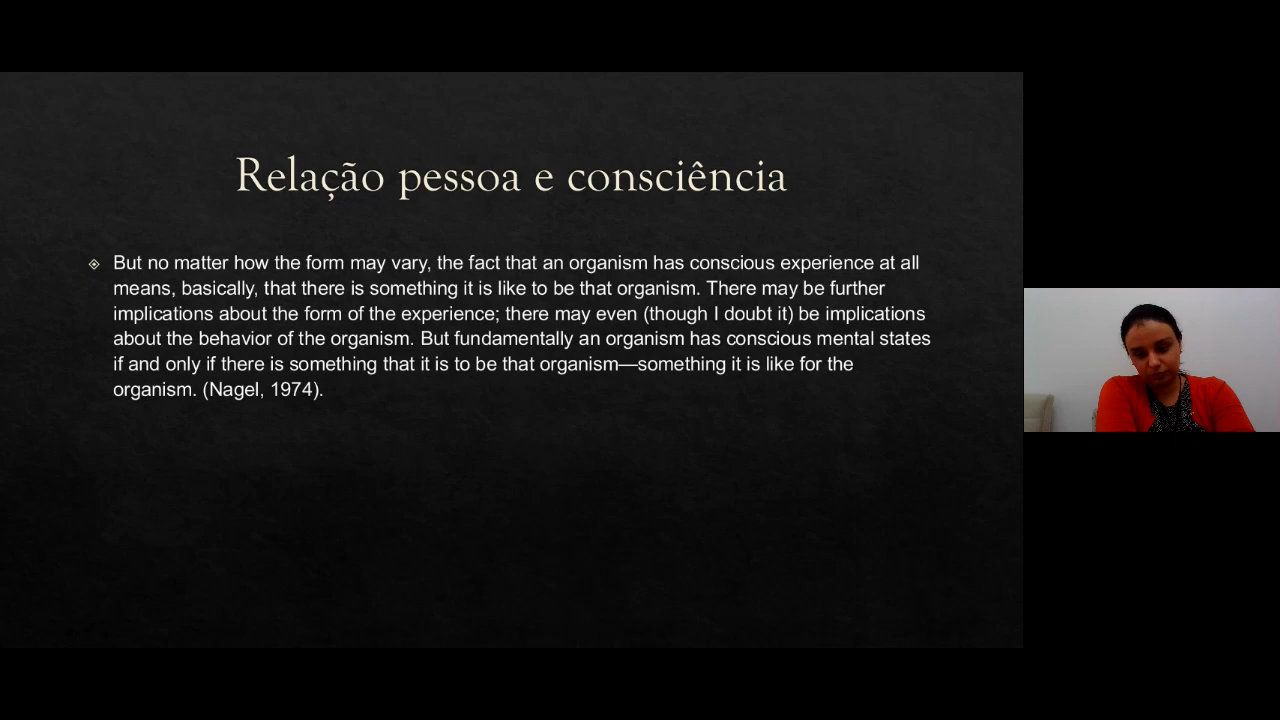 Relação pessoa e consciência
But no matter how the form may vary, the fact that an organism has conscious experience at all
means, basically, that there is something it is like to be that organism. There may be further
implications about the form of the experience; there may even (though I doubt it) be implications
about the behavior of the organism. But fundamentally an organism has conscious mental states
if and only if there is something that it is to be that organism—something it is like for the
organism. (Nagel, 1974).